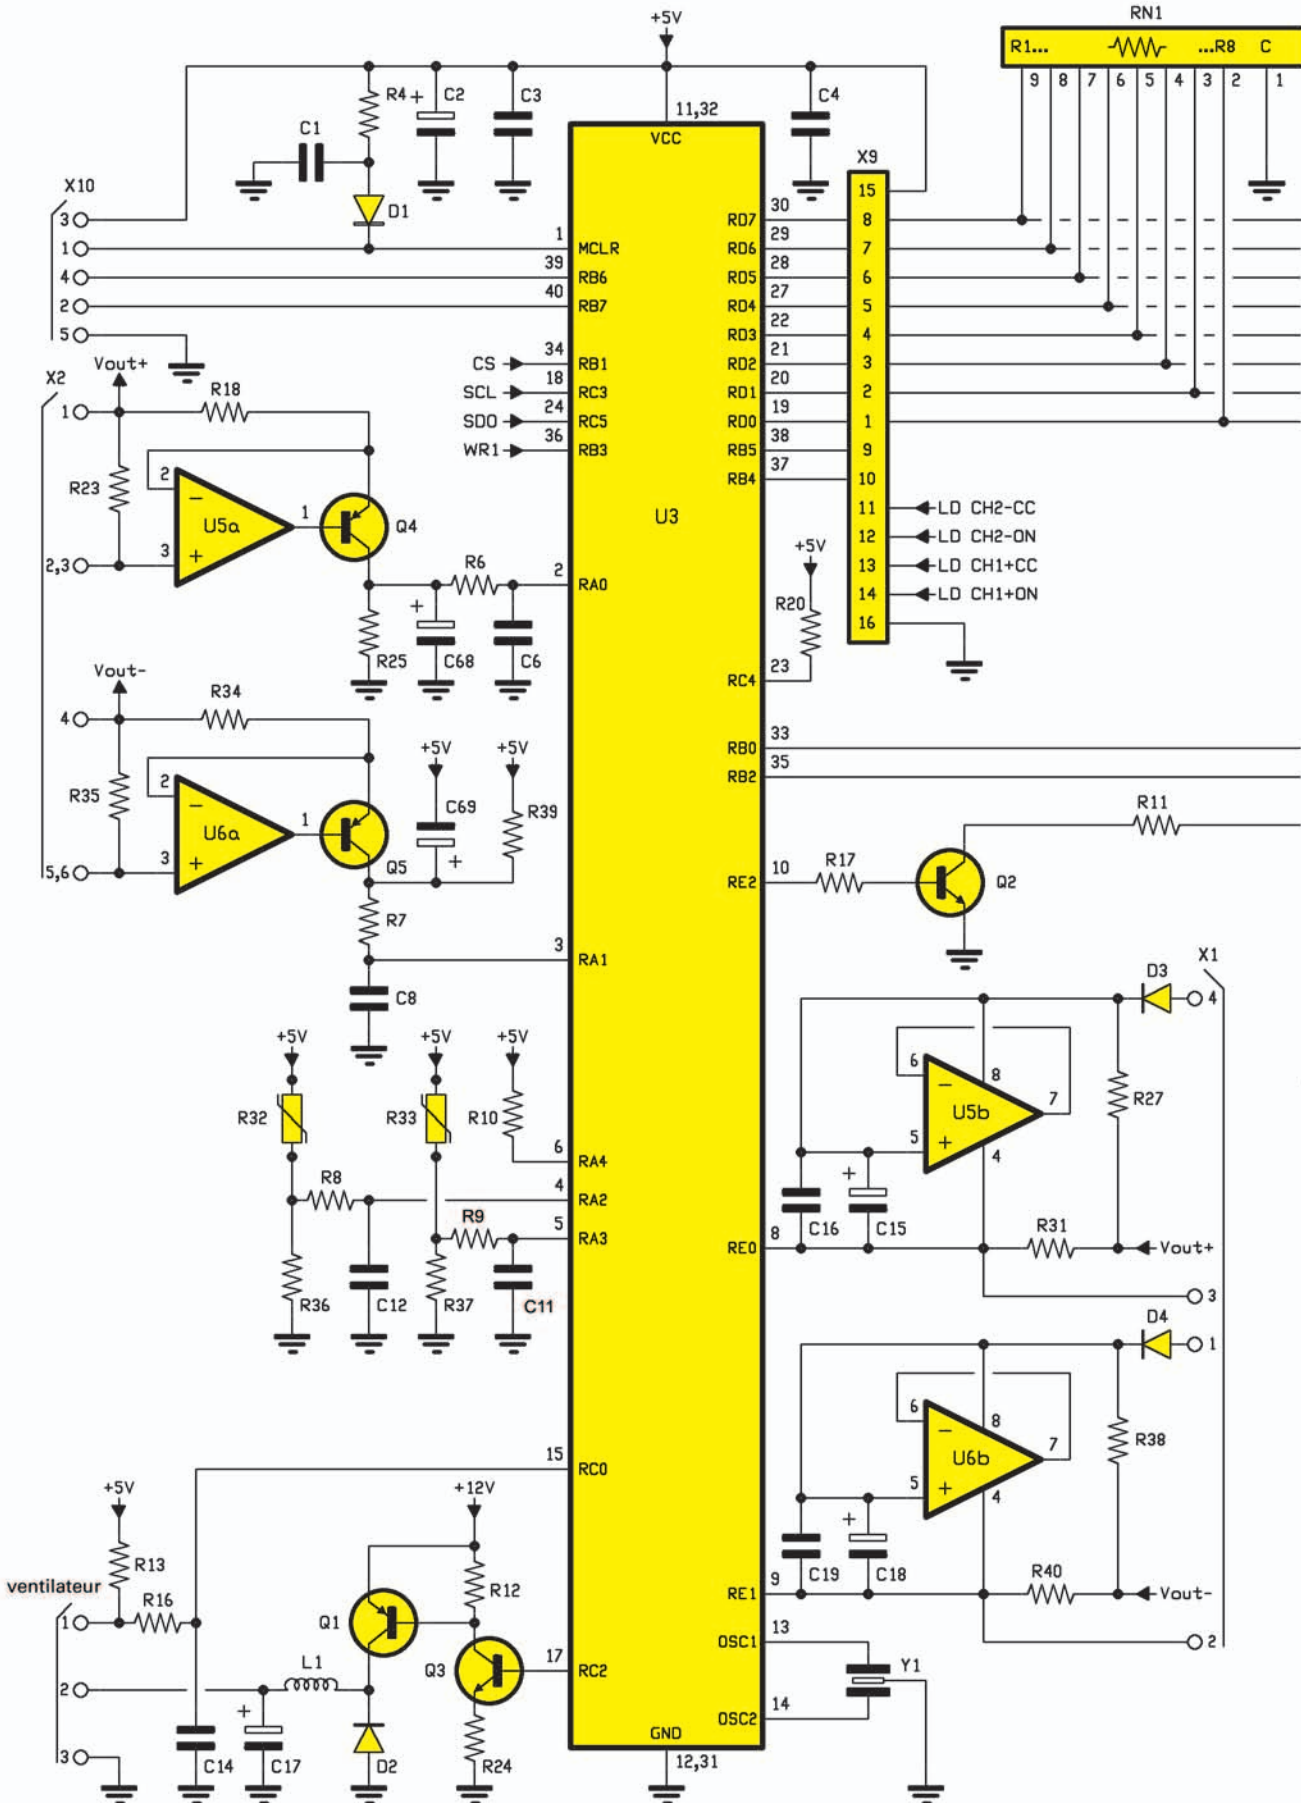 +5V
RN1
R1... ...R8 C
9 8 7 6 5 4 3 2 1
R4 + C2 C3 C4
11,32
C1
VCC
X9
X10
15
3 D1 30
RD7 8
1 1 29
MCLR RD6 7
4 39 28
RB6 RD5 6
2 40 27
RB7 RD4 5
5 22
RD3 4
Vout+ 34 21
CS RB1 RD2 3
X2 R18 18 20
SCL RC3 RD1 2
1 24 19
SDO RC5 RD0 1
36 38
WR1 RB3 RB5 9
2 37
RB4 10
R23 −
11 LD CH2-CC
U5a 1 Q4 U3
12 LD CH2-ON
3 +5V
2,3 + R6 13 LD CH1+CC
2 RA0 14 LD CH1+ON
+ R20
16
R25 C68 C6
Vout- 23
RC4
R34
4
33
+5V +5V RB0
35
2 RB2
R35 − C69 R39 R11
U6a 1
3 + R17
5,6 + Q5 10
RE2 Q2
R7
3 X1
RA1 D3
C8 4
+5V +5V +5V
6 − 8
R32 R33 R10 U5b 7 R27
5 +
6 4
RA4
R8 4 +
RA2
R9 5 C16 C15 R31
RA3 8
RE0 Vout+
R36 C12 R37 C11 3
D4
1
6 − 8
U6b 7 R38
15 5 +
RC0 4
+5V +12V +
R13
C19 C18 R40
ventilateur R12 9
RE1 Vout-
R16
1 Q1 13
OSC1 2
L1 Q3 17
RC2 Y1
2
+ 14
OSC2
GND
3 C14 C17 D2 R24 12,31